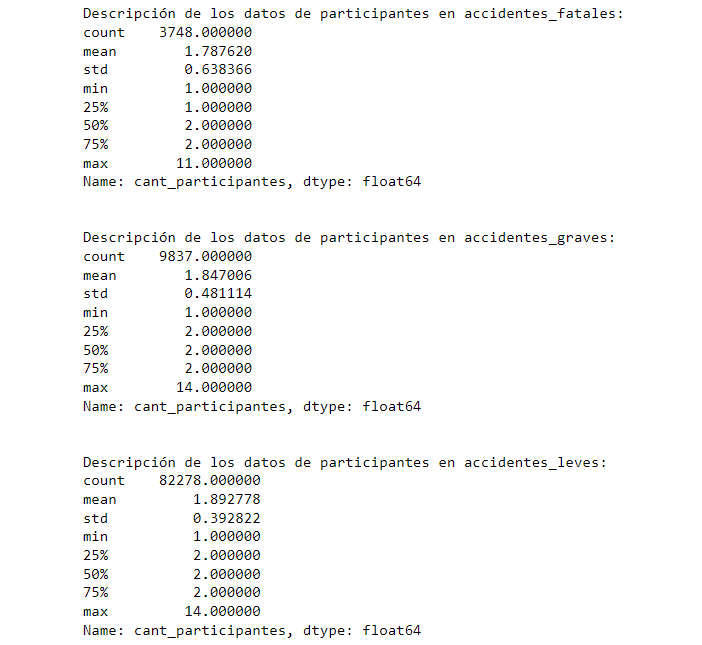 Descripción de los datos de participantes en accidentes_fatales:
count    3748.000000
mean        1.787620
std         0.638366
min         1.000000
25%         1.000000
50%         2.000000
75%         2.000000
max        11.000000
Name: cant_participantes, dtype: float64
Descripción de los datos de participantes en accidentes_graves:
count    9837.000000
mean        1.847006
std         0.481114
min         1.000000
25%         2.000000
50%         2.000000
75%         2.000000
max        14.000000
Name: cant_participantes, dtype: float64
Descripción de los datos de participantes en accidentes_leves:
count    82278.000000
mean         1.892778
std          0.392822
min          1.000000
25%          2.000000
50%          2.000000
75%          2.000000
max         14.000000
Name: cant_participantes, dtype: float64